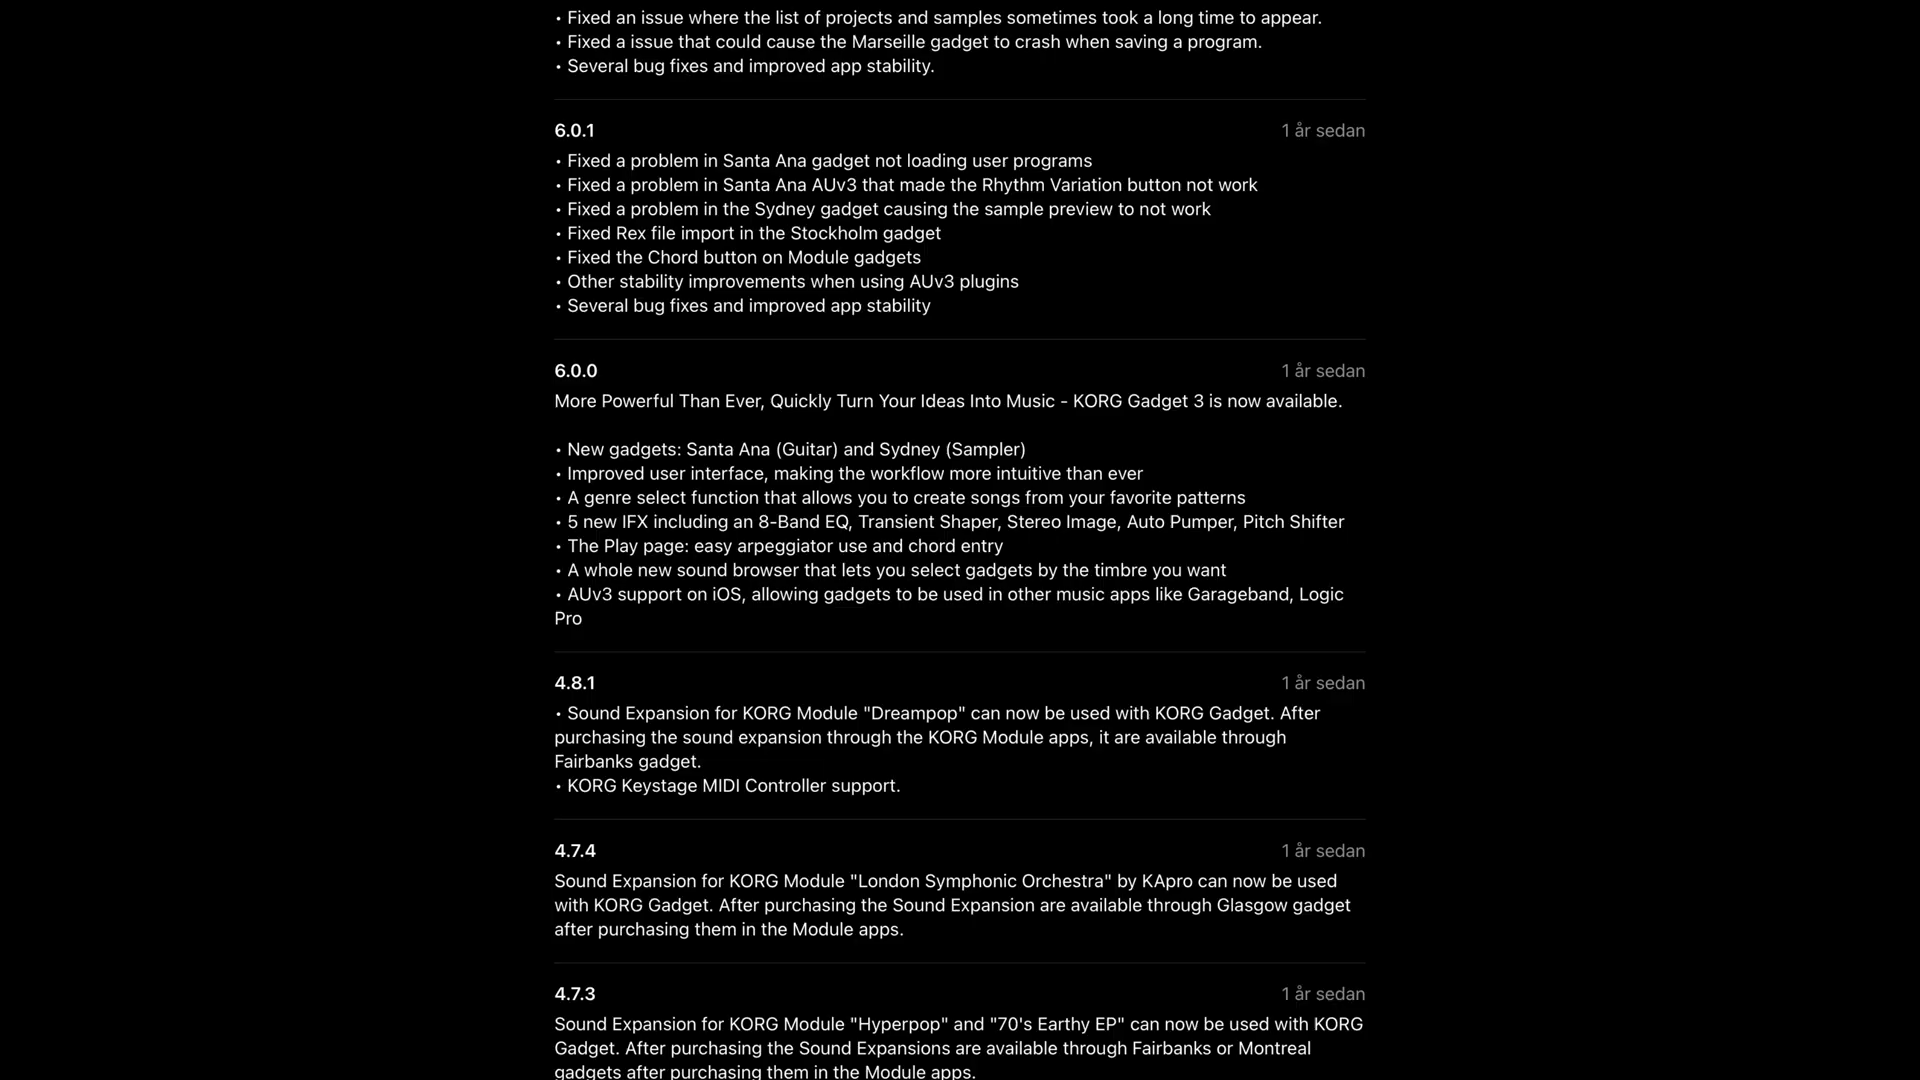 • Fixed an issue where the list of projects and samples sometimes took a long time to appear.
• Fixed a issue that could cause the Marseille gadget to crash when saving a program.
• Several bug fixes and improved app stability.
6.0.1 1 år sedan
• Fixed a problem in Santa Ana gadget not loading user programs
• Fixed a problem in Santa Ana AUv3 that made the Rhythm Variation button not work
• Fixed a problem in the Sydney gadget causing the sample preview to not work
• Fixed Rex file import in the Stockholm gadget
• Fixed the Chord button on Module gadgets
• Other stability improvements when using AUv3 plugins
• Several bug fixes and improved app stability
6.0.0 1 år sedan
More Powerful Than Ever, Quickly Turn Your Ideas Into Music - KORG Gadget 3 is now available.
• New gadgets: Santa Ana (Guitar) and Sydney (Sampler)
• Improved user interface, making the workflow more intuitive than ever
• A genre select function that allows you to create songs from your favorite patterns
• 5 new IFX including an 8-Band EQ, Transient Shaper, Stereo Image, Auto Pumper, Pitch Shifter
• The Play page: easy arpeggiator use and chord entry
• A whole new sound browser that lets you select gadgets by the timbre you want
• AUv3 support on iOS, allowing gadgets to be used in other music apps like Garageband, Logic
Pro
4.8.1 1 år sedan
• Sound Expansion for KORG Module "Dreampop" can now be used with KORG Gadget. After
purchasing the sound expansion through the KORG Module apps, it are available through
Fairbanks gadget.
• KORG Keystage MIDI Controller support.
4.7.4 1 år sedan
Sound Expansion for KORG Module "London Symphonic Orchestra" by KApro can now be used
with KORG Gadget. After purchasing the Sound Expansion are available through Glasgow gadget
after purchasing them in the Module apps.
4.7.3 1 år sedan
Sound Expansion for KORG Module "Hyperpop" and "70's Earthy EP" can now be used with KORG
Gadget. After purchasing the Sound Expansions are available through Fairbanks or Montreal
gadgets after purchasing them in the Module apps.